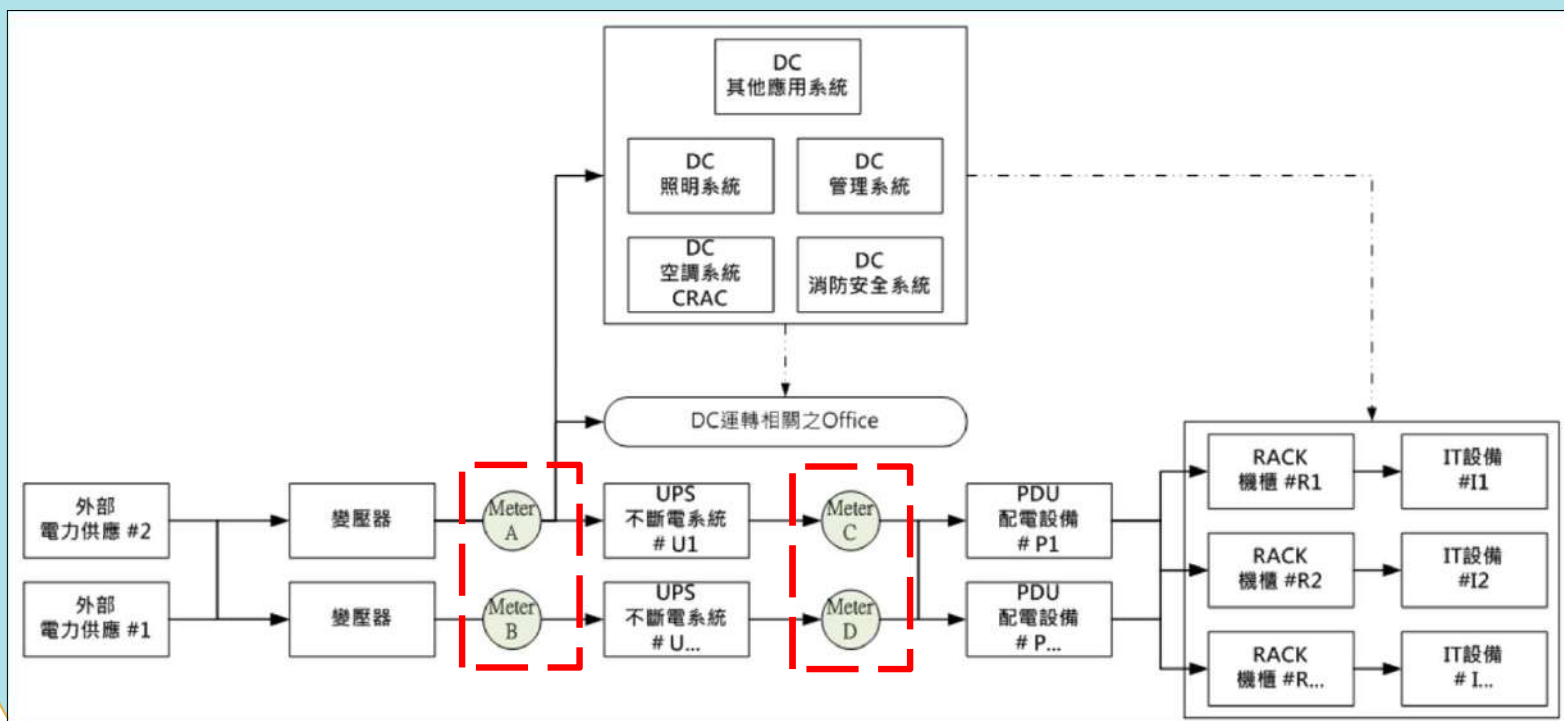 DC
其他應用系統
DC
照明系統
DC
管理系統
DC
空調系統
CRAC
DC
消防安全系統
DC運轉相關之Office
外部
電力供應 #2
變壓器
Meter
A
UPS
不斷電系統
# U1
Meter
C
PDU
配電設備
# P1
RACK
機櫃 #R1
IT設備
#I1
外部
電力供應 #1
變壓器
Meter
B
UPS
不斷電系統
# U...
Meter
D
PDU
配電設備
# P...
RACK
機櫃 #R2
IT設備
#I2
RACK
機櫃 #R...
IT設備
# I...